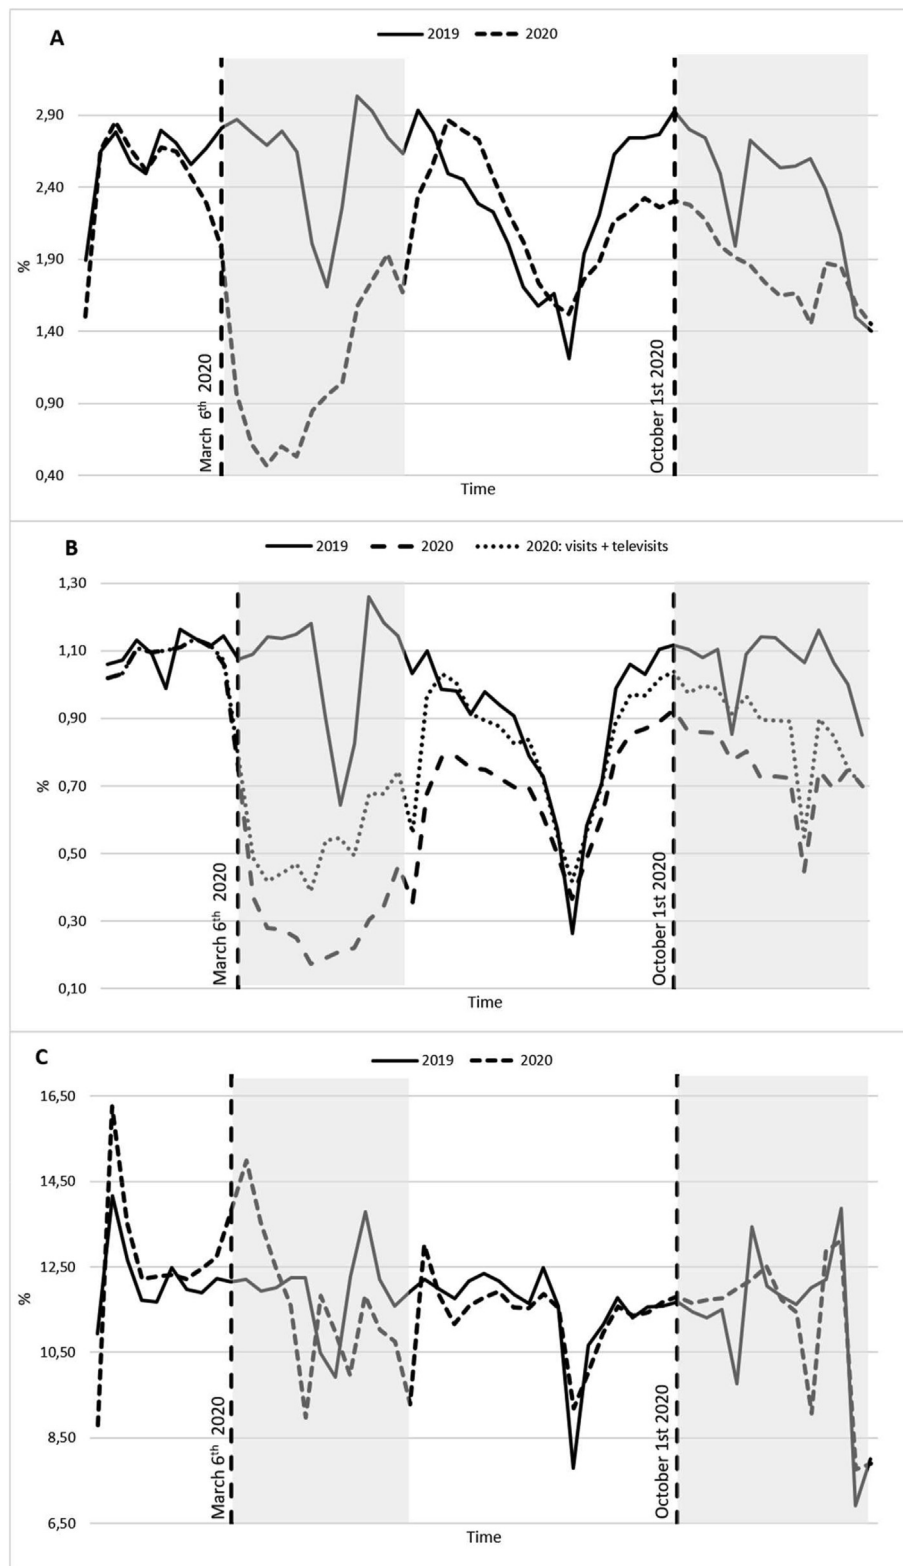 A
2019 2020
2,90
2,40
1,90
1,40
0,90
0,40
%
March 6th 2020
October 1st 2020
Time
B
2019 2020 2020: visits + televisits
1,30
1,10
0,90
0,70
0,50
0,30
0,10
%
March 6th 2020
October 1st 2020
Time
C
2019 2020
16,50
14,50
12,50
10,50
8,50
6,50
%
March 6th 2020
October 1st 2020
Time